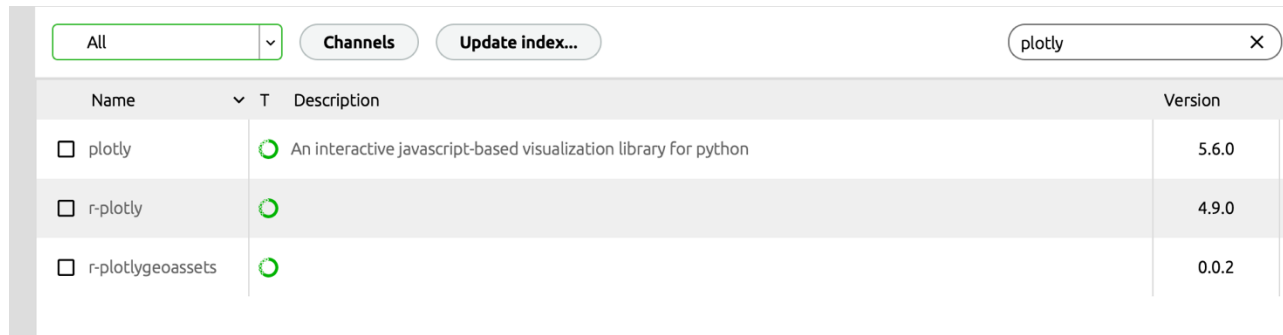 All Channels Update index... plotly
Name T Description Version
plotly An interactive javascript-based visualization library for python 5.6.0
r-plotly 4.9.0
r-plotlygeoassets 0.0.2